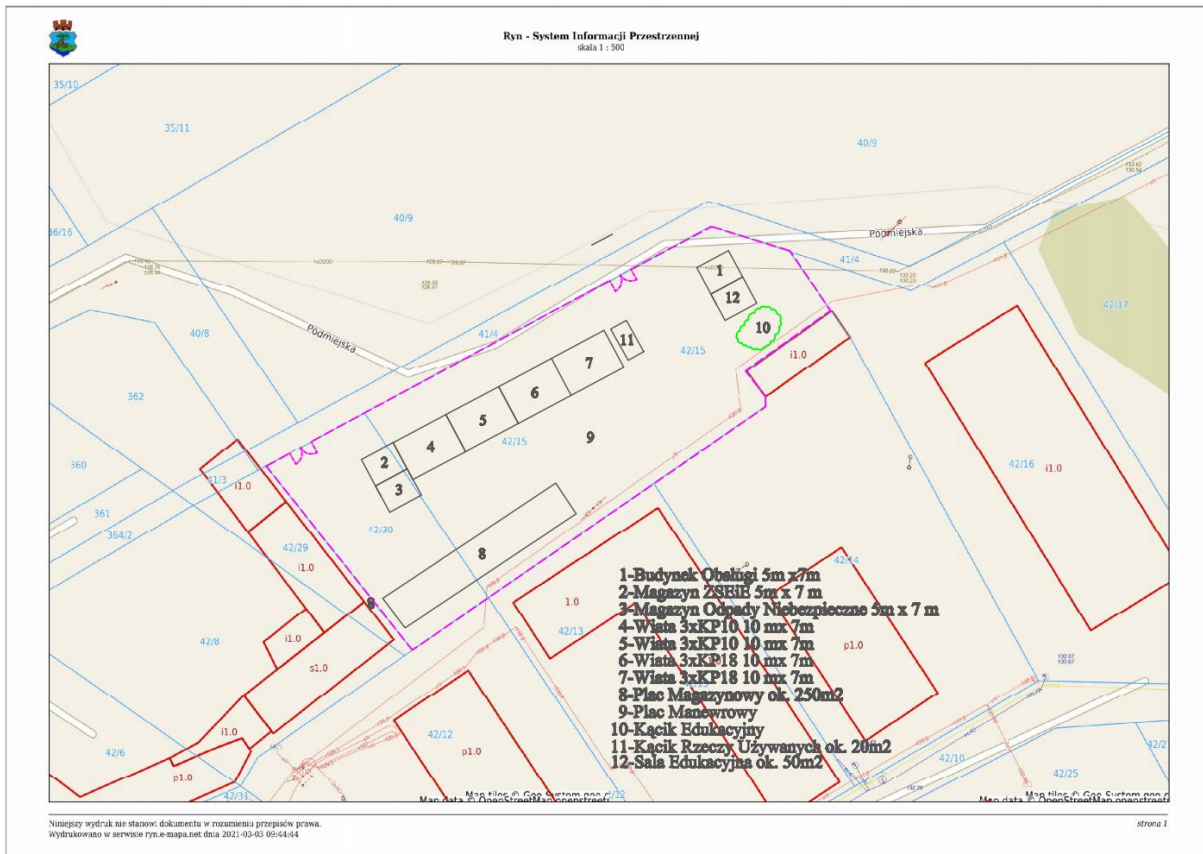 Ryn - System Informacji Przestrzennej
skala 1 : 500
35/10
35/11
40/9
36/16
40/9
Podmiejska
41/4
42/17
40/8
Podmiejska
41/4
1
12
10
42/15
i1.0
11
7
6
5
4
42/15
9
2
3
362
360
41/3
i1.0
361
364/2
42/29
i1.0
42/30
8
8
42/16
i1.0
42/14
1-Budynek Obsługi 5m x7m
2-Magazyn ZSEiE 5m x 7 m
3-Magazyn Odpady Niebezpieczne 5m x 7 m
4-Wiata 3xKP10 10 mx 7m
5-Wiata 3xKP10 10 mx 7m
6-Wiata 3xKP18 10 mx 7m
7-Wiata 3xKP18 10 mx 7m
8-Plac Magazynowy ok. 250m2
9-Plac Manewrowy
10-Kącik Edukacyjny
11-Kącik Rzeczy Używanych ok. 20m2
12-Sala Edukacyjna ok. 50m2
1.0
42/13
p1.0
42/8
i1.0
s1.0
i1.0
42/6
p1.0
42/31
42/12
p1.0
42/10
42/25
Niniejszy wydruk nie stanowi dokumentu w rozumieniu przepisów prawa.
Wydrukowano w serwisie ryn.e-mapa.net dnia 2021-03-03 09:44:44
strona 1